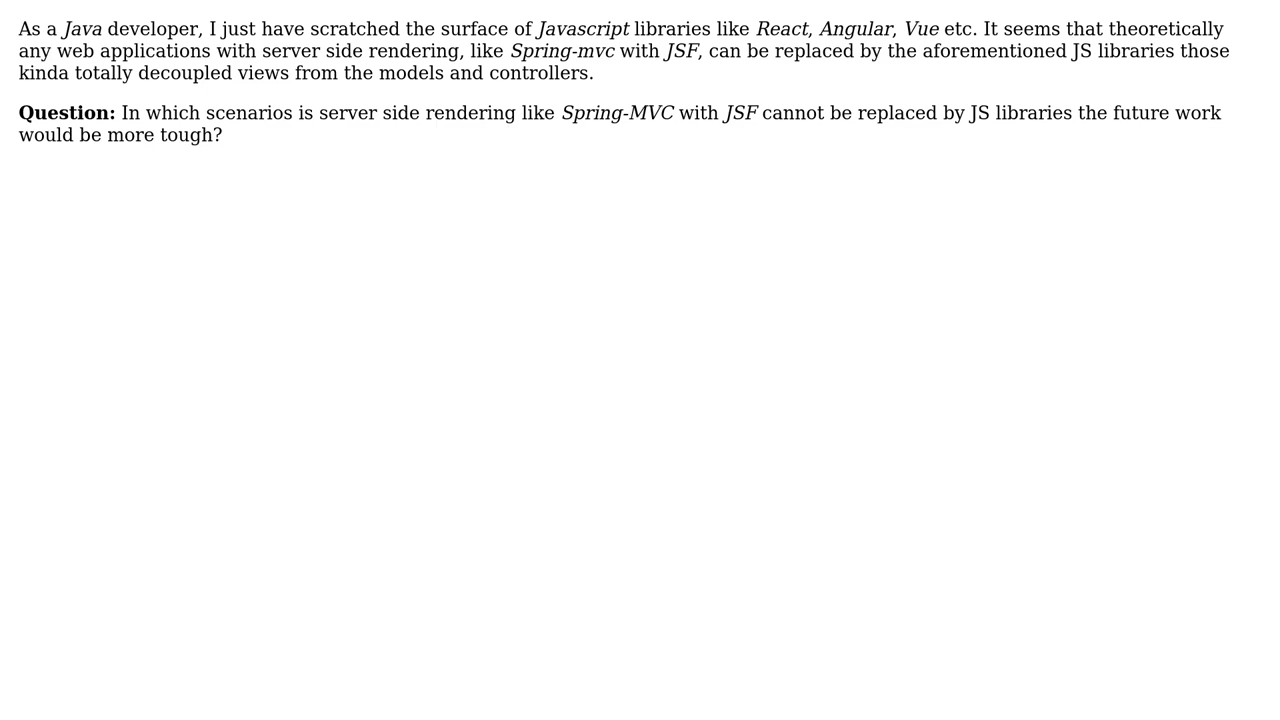 As a Java developer, I just have scratched the surface of Javascript libraries like React, Angular, Vue etc. It seems that theoretically
any web applications with server side rendering, like Spring-mvc with JSF, can be replaced by the aforementioned JS libraries those
kinda totally decoupled views from the models and controllers.
Question: In which scenarios is server side rendering like Spring-MVC with JSF cannot be replaced by JS libraries the future work
would be more tough?